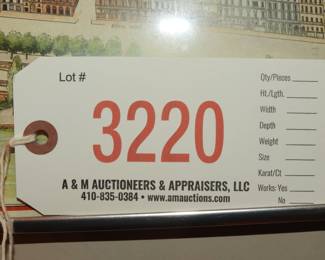 Lot #
3220
A & M AUCTIONEERS & APPRAISERS, LLC
410-835-0384 • www.amauctions.com
Qty/Pieces
Ht./Lgth.
Width
Depth
Weight
Size
Karat/Ct
Works: Yes
No